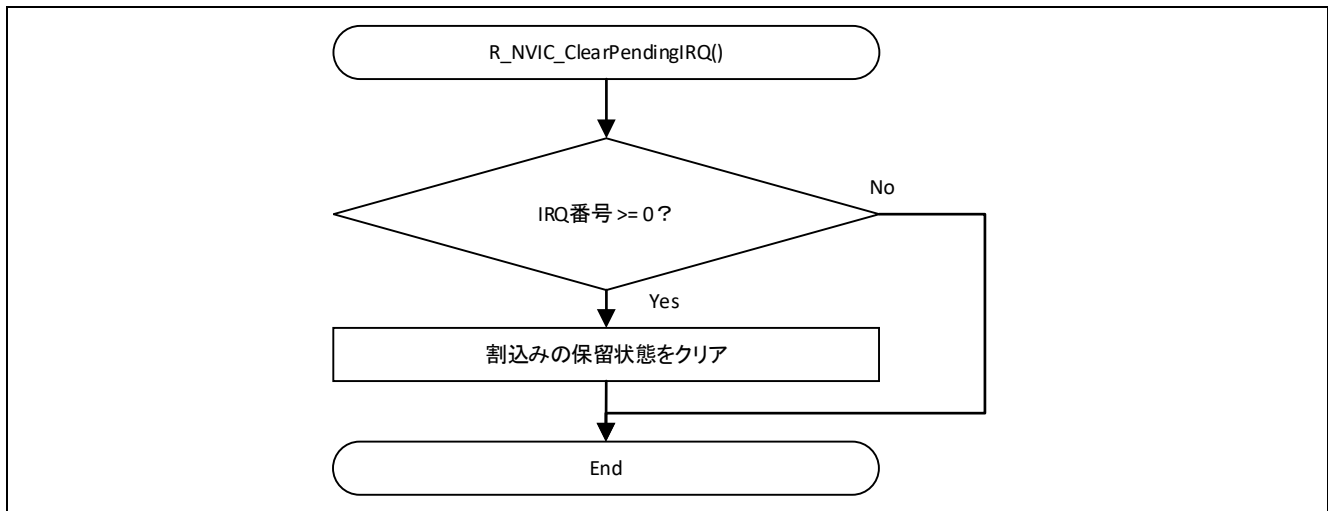 R_NVIC_ClearPendingIRQ()
IRQ番号 >= 0？
No
Yes
割込みの保留状態をクリア
End